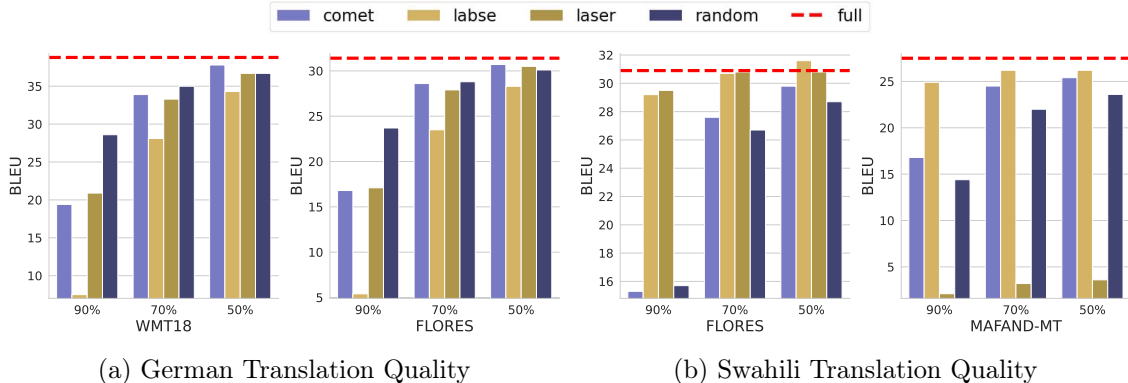 comet labse laser random full
BLEU
35
30
25
20
15
10
90% 70% 50%
WMT18
BLEU
30
25
20
15
10
5
90% 70% 50%
FLORES
BLEU
32
30
28
26
24
22
20
18
16
90% 70% 50%
FLORES
BLEU
25
20
15
10
5
90% 70% 50%
MAFAND-MT
(a) German Translation Quality
(b) Swahili Translation Quality